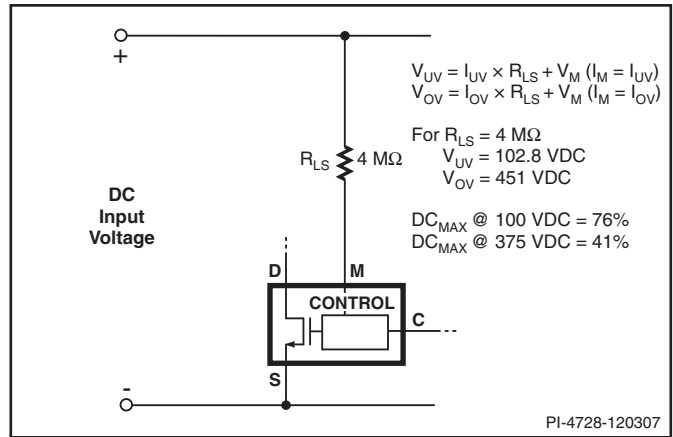 +
V_UV = I_UV × R_LS + V_M (I_M = I_UV)
V_OV = I_OV × R_LS + V_M (I_M = I_OV)
For R_LS = 4 MΩ
V_UV = 102.8 VDC
V_OV = 451 VDC
DC_MAX @ 100 VDC = 76%
DC_MAX @ 375 VDC = 41%
R_LS 4 MΩ
DC
Input
Voltage
D M
CONTROL
C
S
-
PI-4728-120307